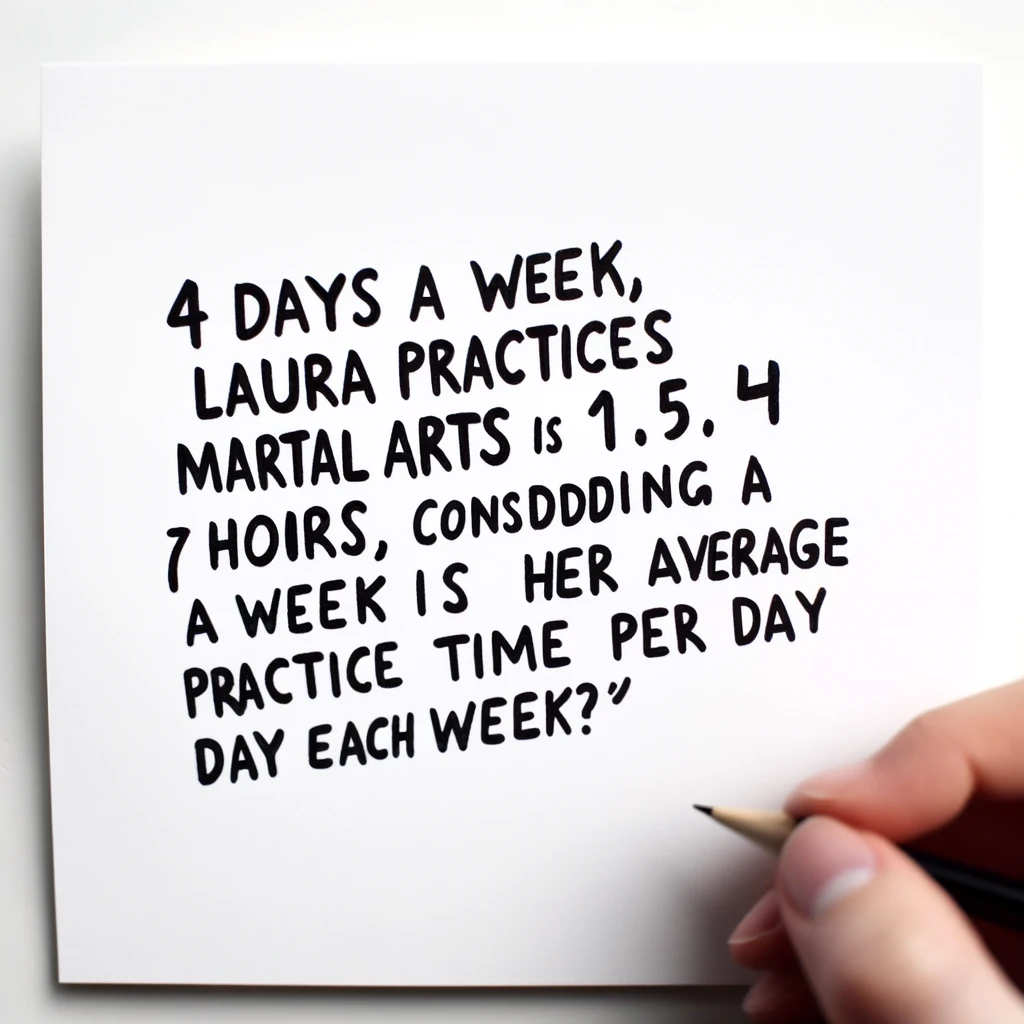 4 DAYS A WEEK,
LAURA PRACTICES
MARTAL ARTS IS 1.5. 4
7 HOIRS, CONSDDDING A
A WEEK IS HER AVERAGE
PRACTICE TIME PER DAY
DAY EACH WEEK?"